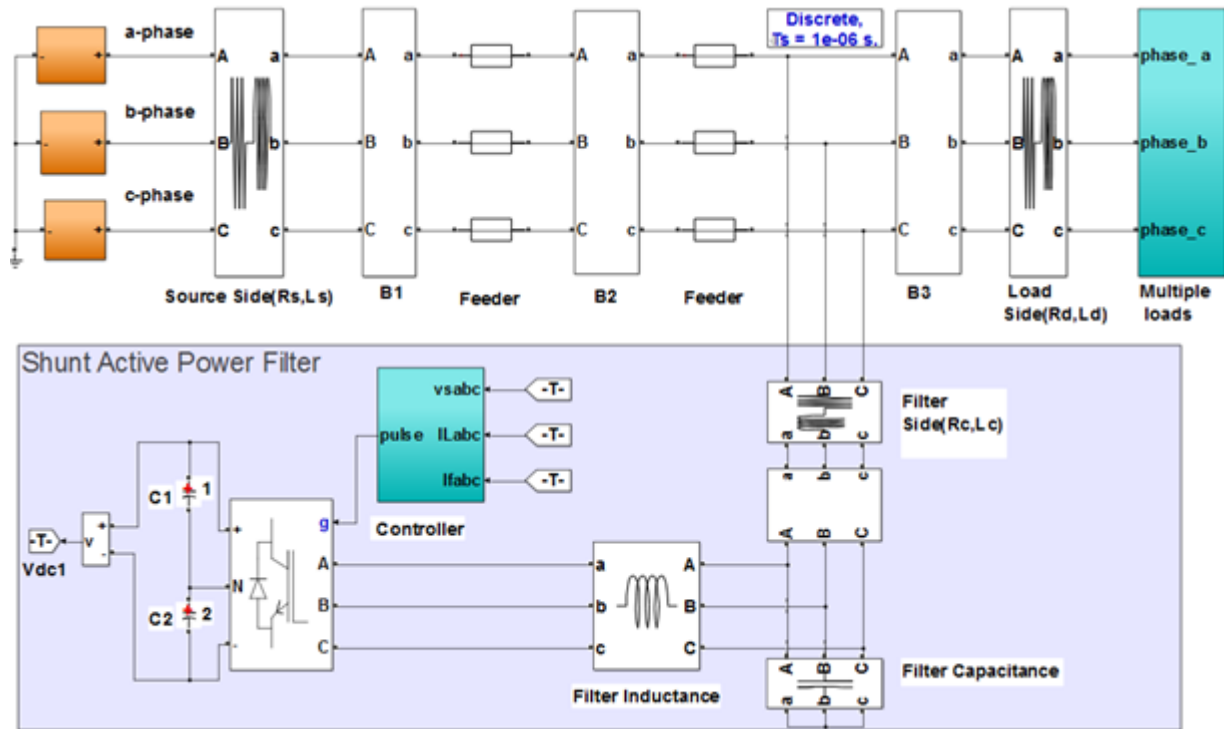 Discrete,
Ts = 1e-06 s.
a-phase
b-phase
c-phase
- +
- +
- +
A a
B b
C c
Source Side(Rs,Ls)
A a
B b
C c
B1
Feeder
A a
B b
C c
B2
Feeder
A a
B b
C c
B3
A a
B b
C c
Load
Side(Rd,Ld)
phase_a
phase_b
phase_c
Multiple
loads
Shunt Active Power Filter
vsabc
ILabc
Ifabc
pulse
-T-
-T-
-T-
Controller
A B C
a b c
Filter
Side(Rc,Lc)
a b c
A B C
C1 1
C2 2
-T-
Vdc1
v + -
+
N
-
g
A
B
C
a A
b B
c C
Filter Inductance
A B C
a b c
Filter Capacitance